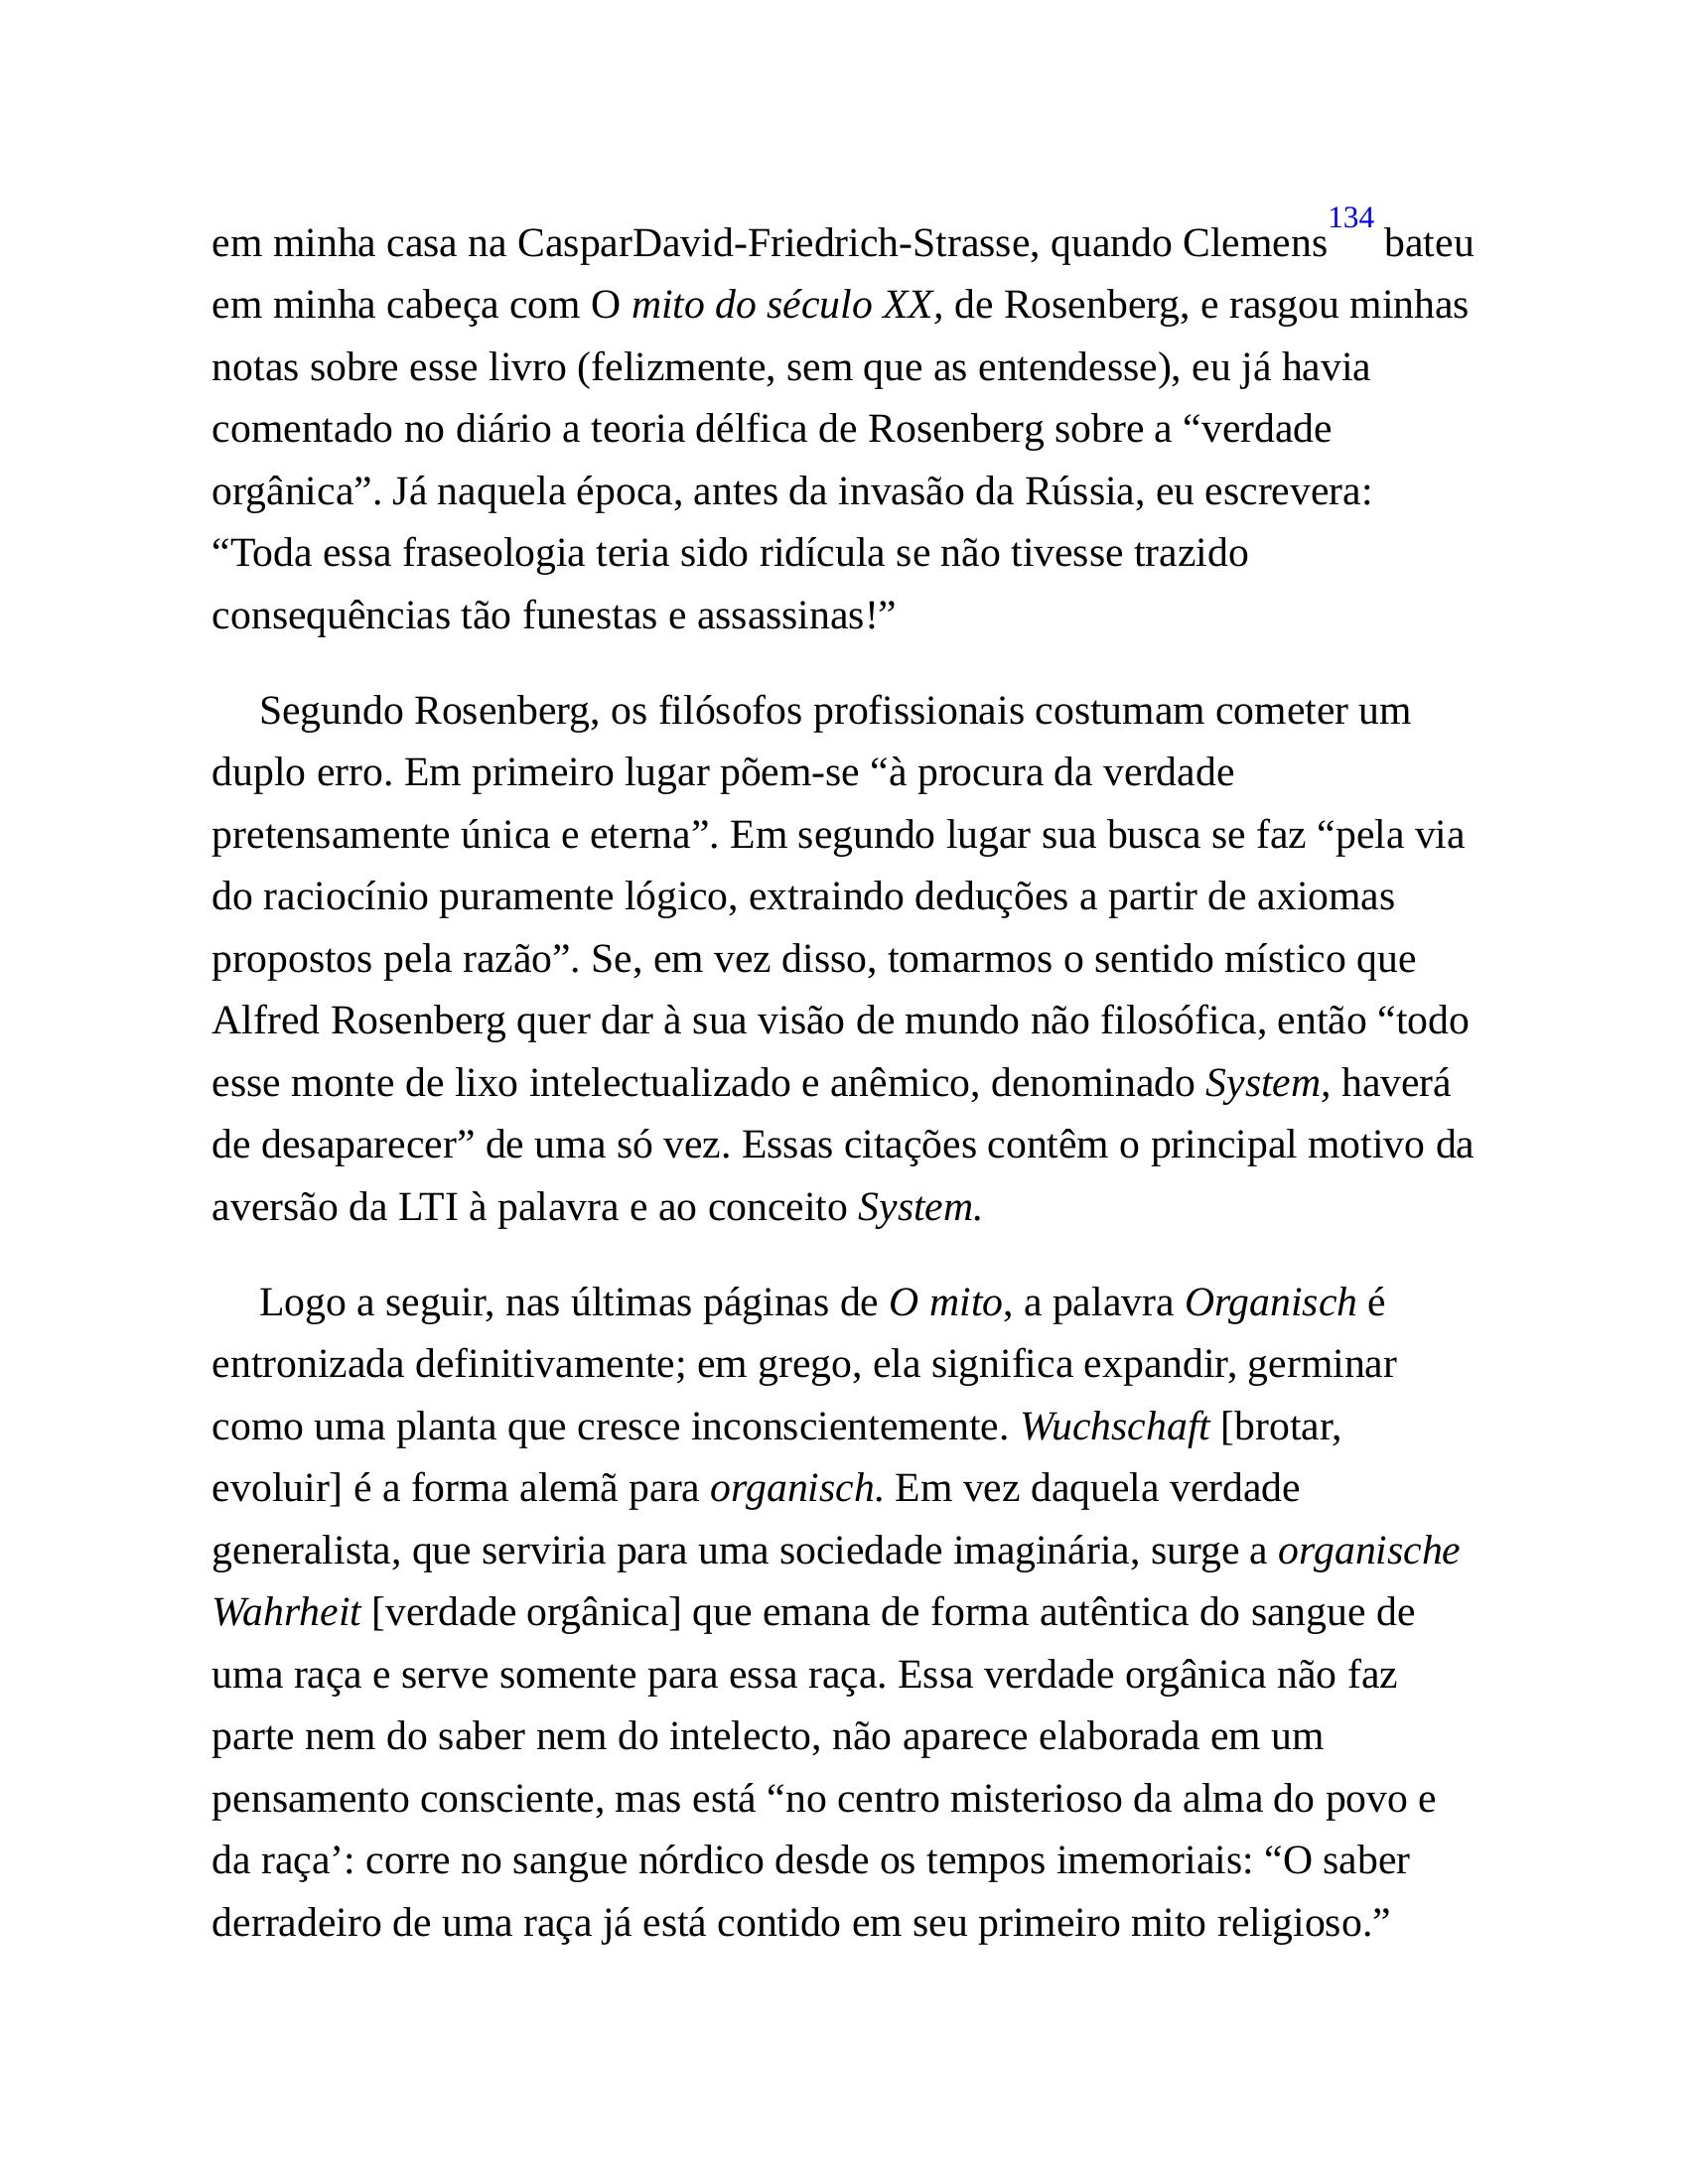 em minha casa na CasparDavid-Friedrich-Strasse, quando Clemens134 bateu
em minha cabeça com O mito do século XX, de Rosenberg, e rasgou minhas
notas sobre esse livro (felizmente, sem que as entendesse), eu já havia
comentado no diário a teoria délfica de Rosenberg sobre a “verdade
orgânica”. Já naquela época, antes da invasão da Rússia, eu escrevera:
“Toda essa fraseologia teria sido ridícula se não tivesse trazido
consequências tão funestas e assassinas!”
Segundo Rosenberg, os filósofos profissionais costumam cometer um
duplo erro. Em primeiro lugar põem-se “à procura da verdade
pretensamente única e eterna”. Em segundo lugar sua busca se faz “pela via
do raciocínio puramente lógico, extraindo deduções a partir de axiomas
propostos pela razão”. Se, em vez disso, tomarmos o sentido místico que
Alfred Rosenberg quer dar à sua visão de mundo não filosófica, então “todo
esse monte de lixo intelectualizado e anêmico, denominado System, haverá
de desaparecer” de uma só vez. Essas citações contêm o principal motivo da
aversão da LTI à palavra e ao conceito System.
Logo a seguir, nas últimas páginas de O mito, a palavra Organisch é
entronizada definitivamente; em grego, ela significa expandir, germinar
como uma planta que cresce inconscientemente. Wuchschaft [brotar,
evoluir] é a forma alemã para organisch. Em vez daquela verdade
generalista, que serviria para uma sociedade imaginária, surge a organische
Wahrheit [verdade orgânica] que emana de forma autêntica do sangue de
uma raça e serve somente para essa raça. Essa verdade orgânica não faz
parte nem do saber nem do intelecto, não aparece elaborada em um
pensamento consciente, mas está “no centro misterioso da alma do povo e
da raça’: corre no sangue nórdico desde os tempos imemoriais: “O saber
derradeiro de uma raça já está contido em seu primeiro mito religioso.”